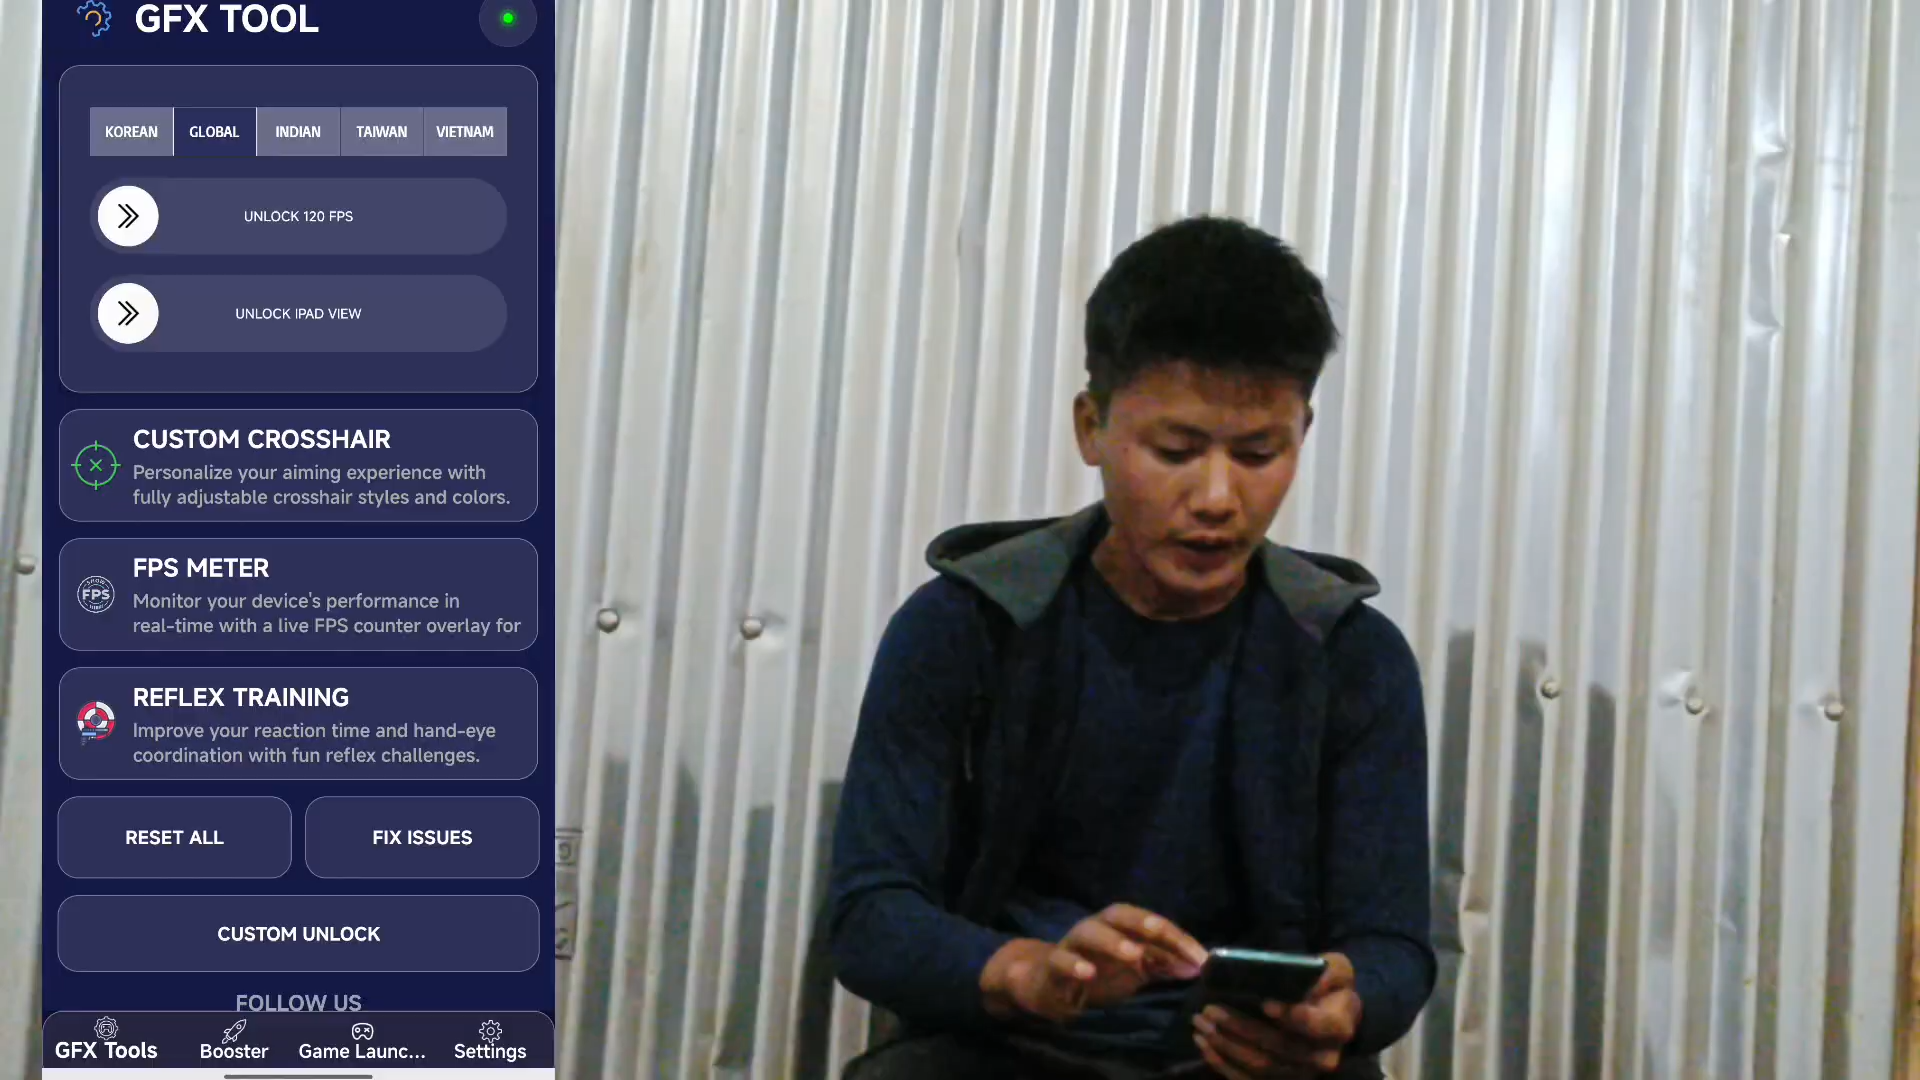 GFX TOOL
KOREAN GLOBAL INDIAN TAIWAN VIETNAM
UNLOCK 120 FPS
UNLOCK IPAD VIEW
CUSTOM CROSSHAIR
Personalize your aiming experience with
fully adjustable crosshair styles and colors.
FPS METER
FPS
Monitor your device's performance in
real-time with a live FPS counter overlay for
REFLEX TRAINING
Improve your reaction time and hand-eye
coordination with fun reflex challenges.
RESET ALL FIX ISSUES
CUSTOM UNLOCK
FOLLOW US
GFX Tools Booster Game Launc... Settings